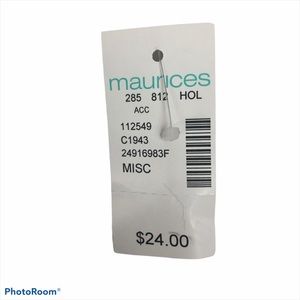 maurices
285 812 HOL
ACC
112549
C1943
24916983F
MISC
$24.00
PhotoRoom®